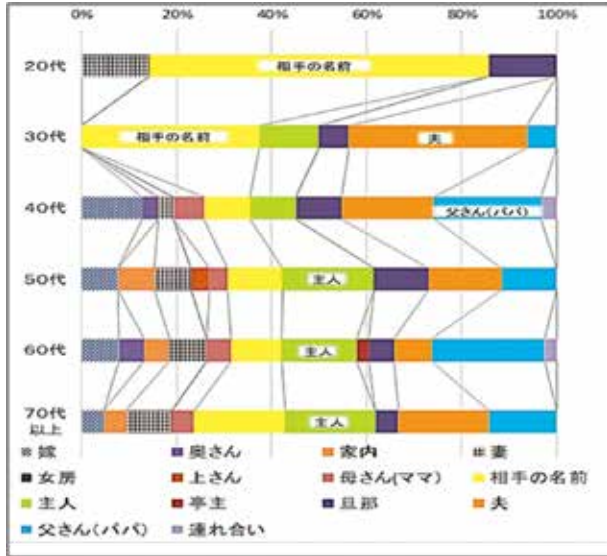 0% 20% 40% 60% 80% 100%
20代
相手の名前
30代
相手の名前 夫
40代
父さん(パパ)
50代
主人
60代
主人
70代
以上
主人
嫁 奥さん 家内 妻
女房 上さん 母さん(ママ) 相手の名前
主人 亭主 旦那 夫
父さん(パパ) 連れ合い